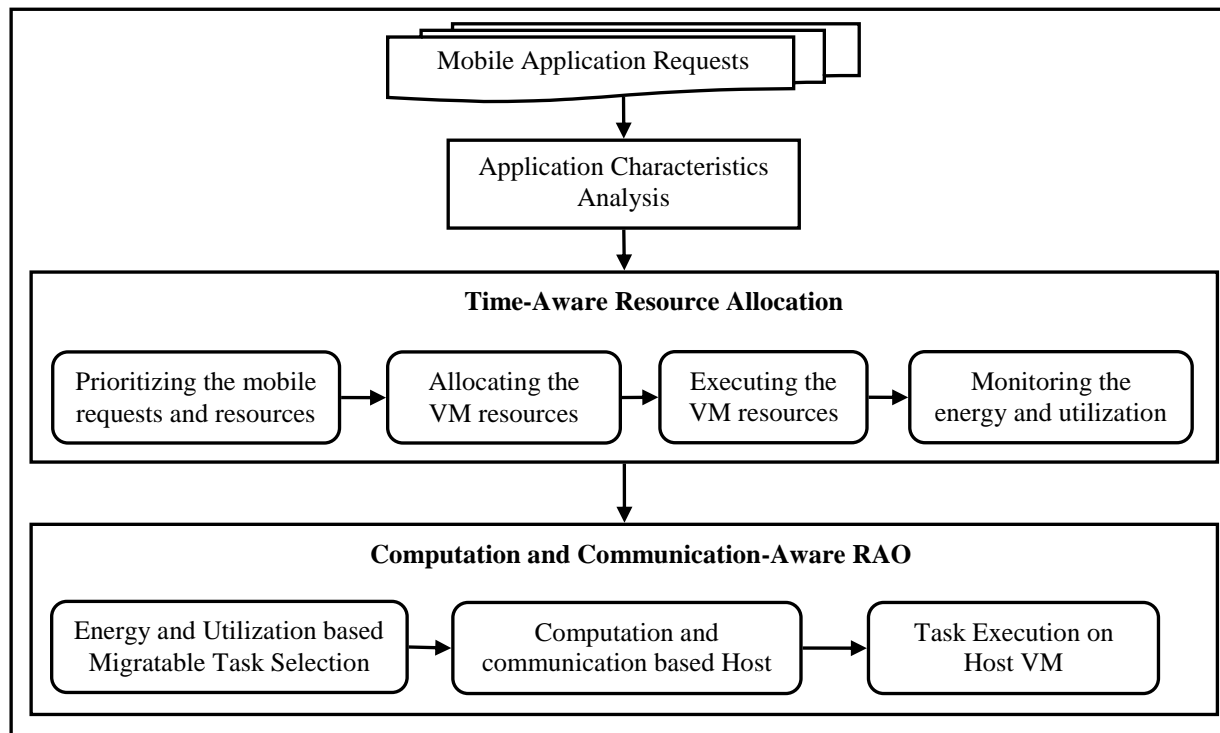 Mobile Application Requests
Application Characteristics
Analysis
Time-Aware Resource Allocation
Prioritizing the mobile
requests and resources
Allocating the
VM resources
Executing the
VM resources
Monitoring the
energy and utilization
Computation and Communication-Aware RAO
Energy and Utilization based
Migratable Task Selection
Computation and
communication based Host
Task Execution on
Host VM